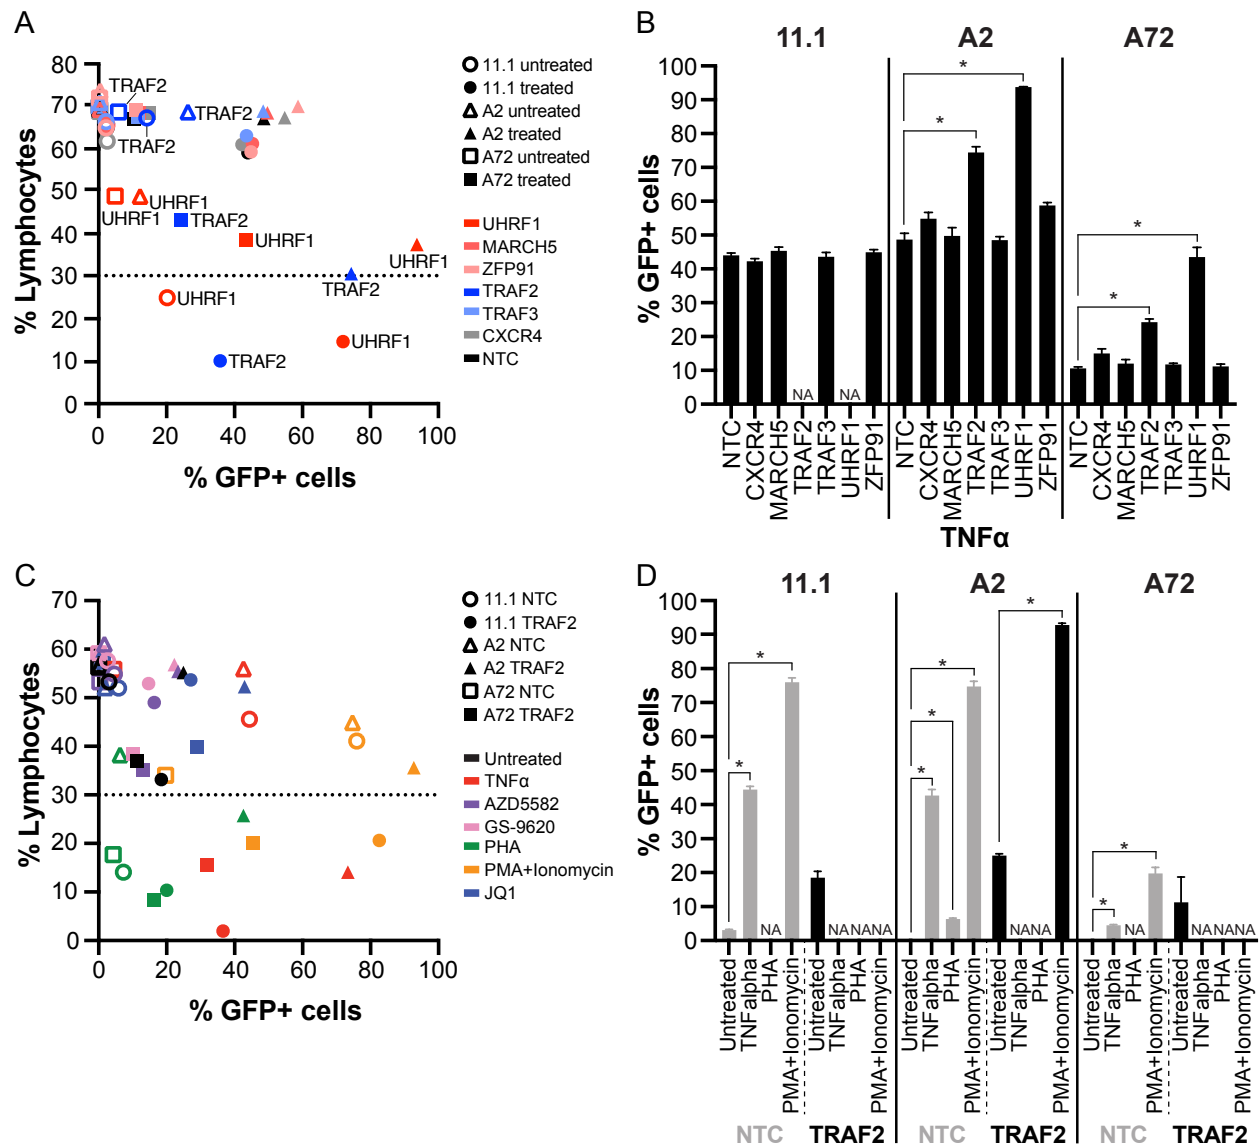 A
% Lymphocytes
80
70
60
50
40
30
20
10
0
0 20 40 60 80 100
% GFP+ cells
TRAF2
TRAF2
TRAF2
UHRF1
UHRF1
TRAF2
UHRF1
UHRF1
TRAF2
UHRF1
UHRF1
TRAF2
11.1 untreated
11.1 treated
A2 untreated
A2 treated
A72 untreated
A72 treated
UHRF1
MARCH5
ZFP91
TRAF2
TRAF3
CXCR4
NTC
B
11.1 A2 A72
% GFP+ cells
100
90
80
70
60
50
40
30
20
10
0
* * * *
NA NA
NTC CXCR4 MARCH5 TRAF2 TRAF3 UHRF1 ZFP91 NTC CXCR4 MARCH5 TRAF2 TRAF3 UHRF1 ZFP91 NTC CXCR4 MARCH5 TRAF2 TRAF3 UHRF1 ZFP91
TNFα
C
% Lymphocytes
70
60
50
40
30
20
10
0
0 20 40 60 80 100
% GFP+ cells
11.1 NTC
11.1 TRAF2
A2 NTC
A2 TRAF2
A72 NTC
A72 TRAF2
Untreated
TNFα
AZD5582
GS-9620
PHA
PMA+Ionomycin
JQ1
D
11.1 A2 A72
% GFP+ cells
100
90
80
70
60
50
40
30
20
10
0
* * * * * * * *
NA NA NA NA NA NA NA NA NA NA
Untreated TNFalpha PHA PMA+Ionomycin Untreated TNFalpha PHA PMA+Ionomycin Untreated TNFalpha PHA PMA+Ionomycin Untreated TNFalpha PHA PMA+Ionomycin Untreated TNFalpha PHA PMA+Ionomycin Untreated TNFalpha PHA PMA+Ionomycin
NTC TRAF2 NTC TRAF2 NTC TRAF2